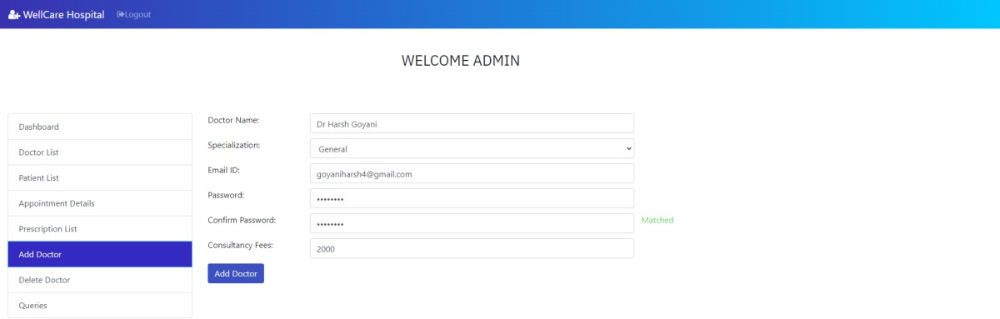 WellCare Hospital Logout
WELCOME ADMIN
Dashboard
Doctor List
Patient List
Appointment Details
Prescription List
Add Doctor
Delete Doctor
Queries
Doctor Name: Dr Harsh Goyani
Specialization: General
Email ID: goyaniharsh4@gmail.com
Password: ••••••••
Confirm Password: •••••••• Matched
Consultancy Fees: 2000
Add Doctor